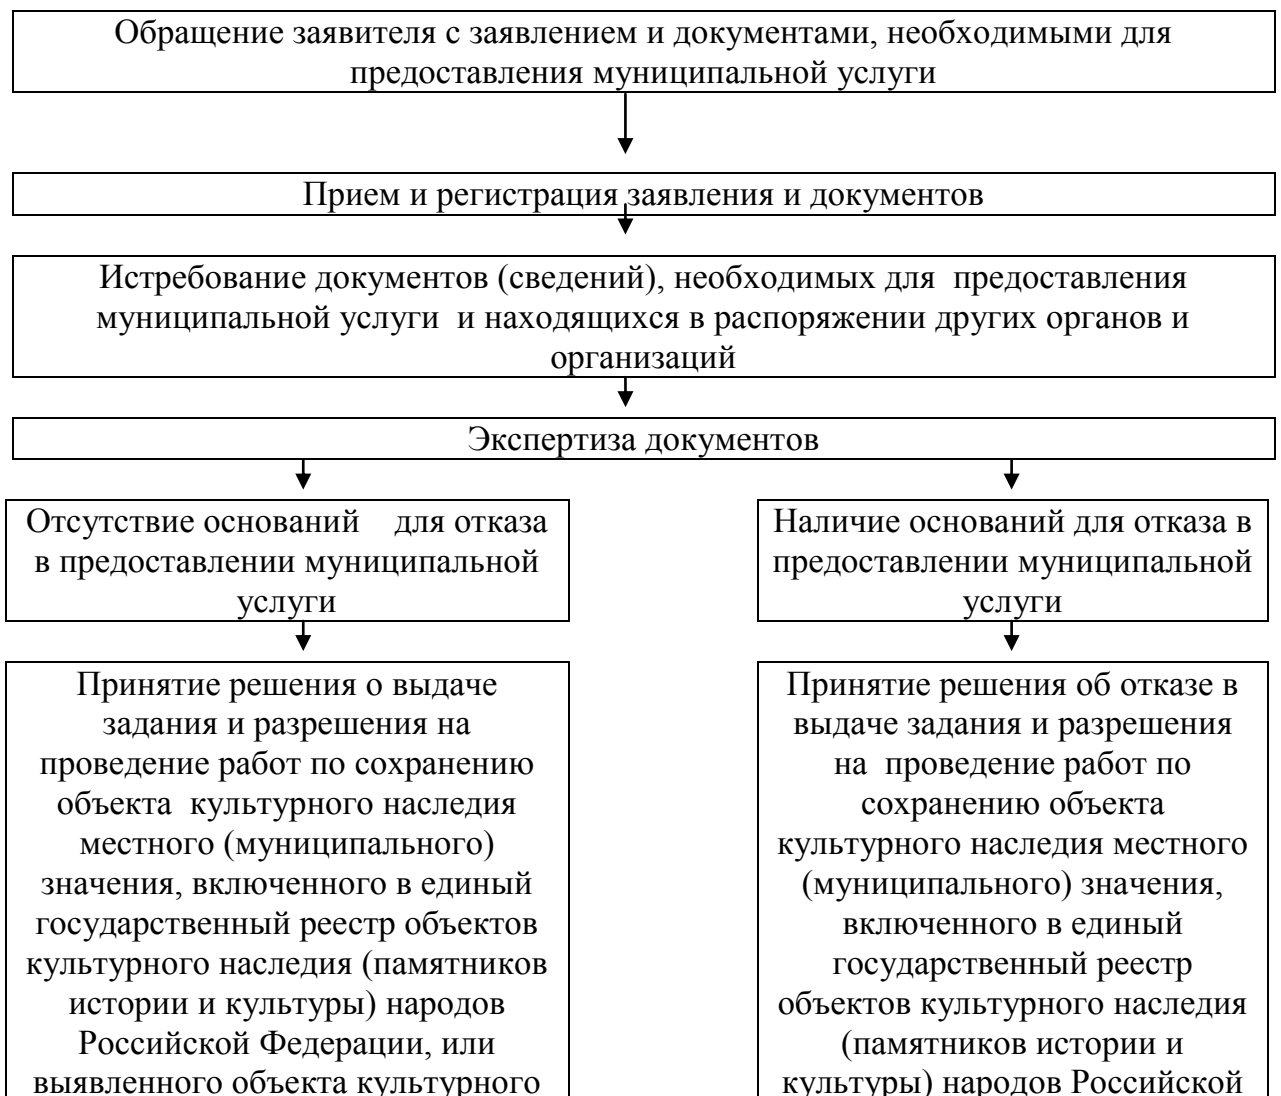 Обращение заявителя с заявлением и документами, необходимыми для
предоставления муниципальной услуги
Прием и регистрация заявления и документов
Истребование документов (сведений), необходимых для  предоставления
муниципальной услуги  и находящихся в распоряжении других органов и
организаций
Экспертиза документов
Отсутствие оснований    для отказа
в предоставлении муниципальной
услуги
Наличие оснований для отказа в
предоставлении муниципальной
услуги
Принятие решения о выдаче
задания и разрешения на
проведение работ по сохранению
объекта  культурного наследия
местного (муниципального)
значения, включенного в единый
государственный реестр объектов
культурного наследия (памятников
истории и культуры) народов
Российской Федерации, или
выявленного объекта культурного
Принятие решения об отказе в
выдаче задания и разрешения
на  проведение работ по
сохранению объекта
культурного наследия местного
(муниципального) значения,
включенного в единый
государственный реестр
объектов культурного наследия
(памятников истории и
культуры) народов Российской